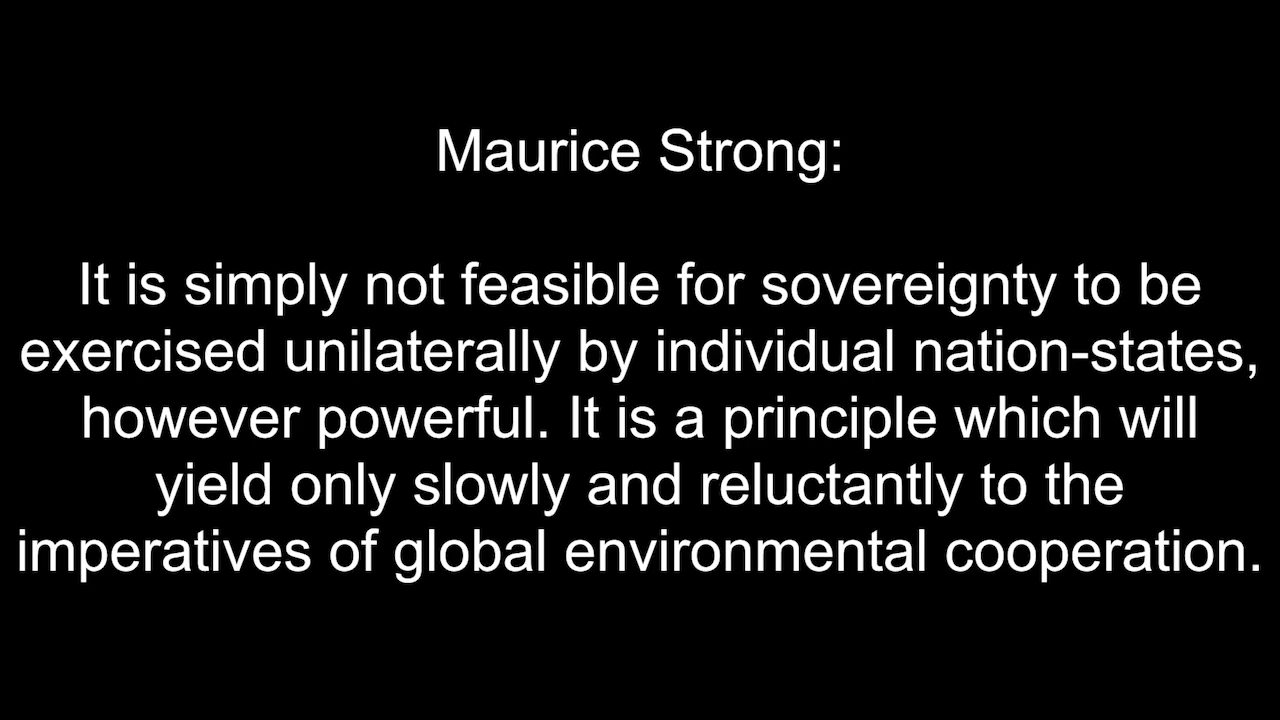 Maurice Strong:
It is simply not feasible for sovereignty to be
exercised unilaterally by individual nation-states,
however powerful. It is a principle which will
yield only slowly and reluctantly to the
imperatives of global environmental cooperation.